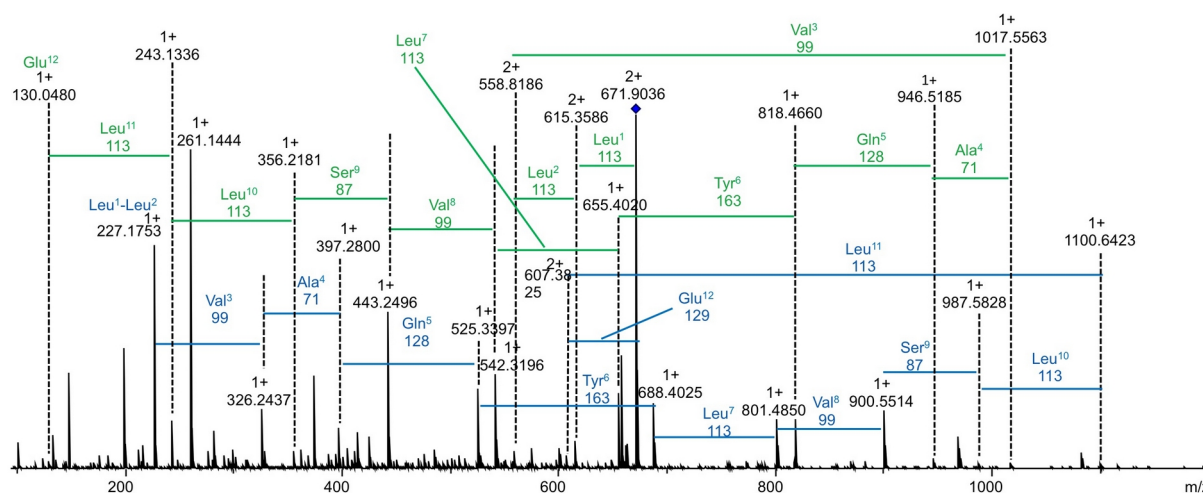 1+
1017.5563
Val³
99
1+
243.1336
Leu⁷
113
Glu¹²
1+
130.0480
2+
558.8186
2+
671.9036
1+
946.5185
2+
615.3586
1+
818.4660
Leu¹¹
113
1+
261.1444
1+
356.2181
Leu¹
113
Gln⁵
128
Ala⁴
71
Ser⁹
87
Leu²
113
Tyr⁶
163
Leu¹⁰
113
1+
655.4020
Leu¹-Leu²
1+
227.1753
Val⁸
99
1+
397.2800
1+
1100.6423
2+
607.38
25
Leu¹¹
113
Ala⁴
71
1+
443.2496
1+
987.5828
Val³
99
Glu¹²
129
Gln⁵
128
1+
525.3397
1+
542.3196
Ser⁹
87
Leu¹⁰
113
1+
326.2437
Tyr⁶
163
1+
688.4025
1+
801.4850
1+
900.5514
Val⁸
99
Leu⁷
113
200 400 600 800 1000 m/